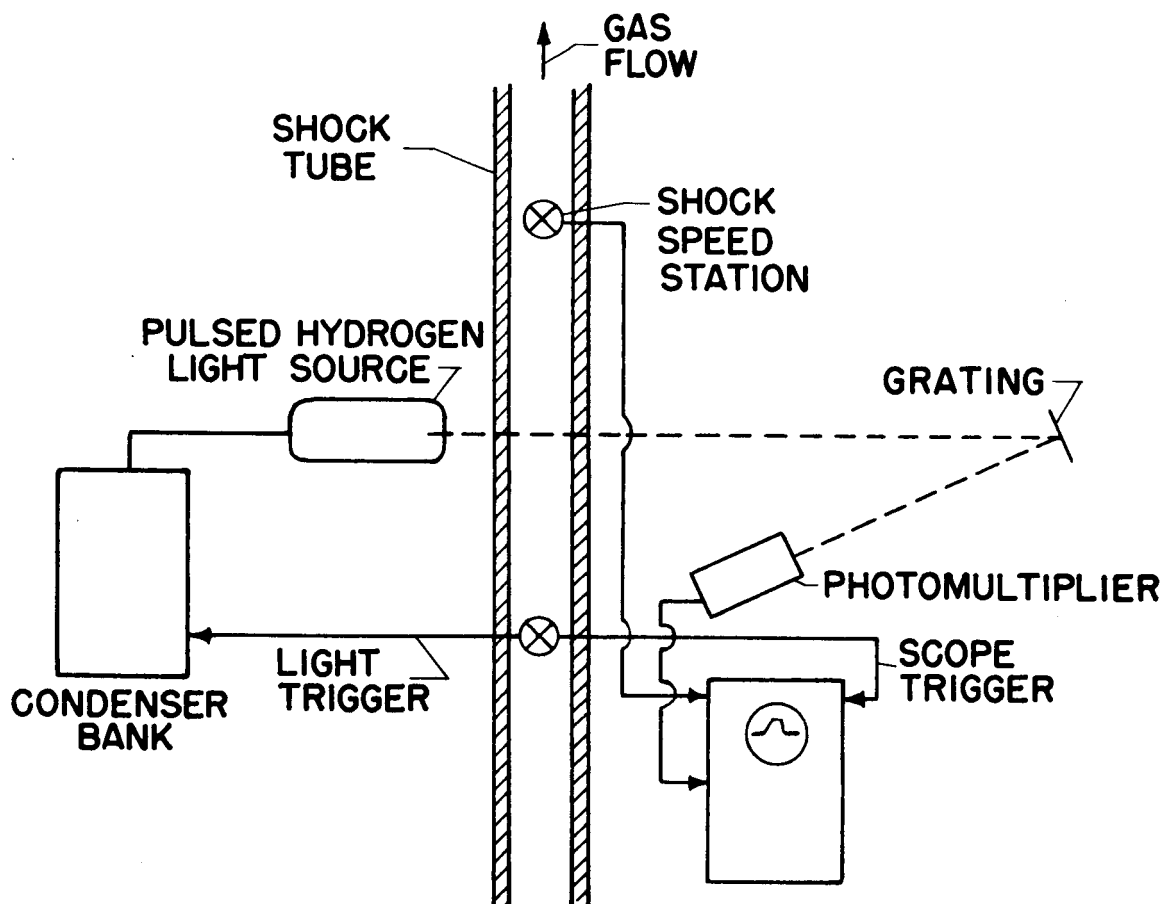 GAS
FLOW
SHOCK
TUBE
SHOCK
SPEED
STATION
PULSED HYDROGEN
LIGHT SOURCE
GRATING
PHOTOMULTIPLIER
LIGHT
TRIGGER
SCOPE
TRIGGER
CONDENSER
BANK